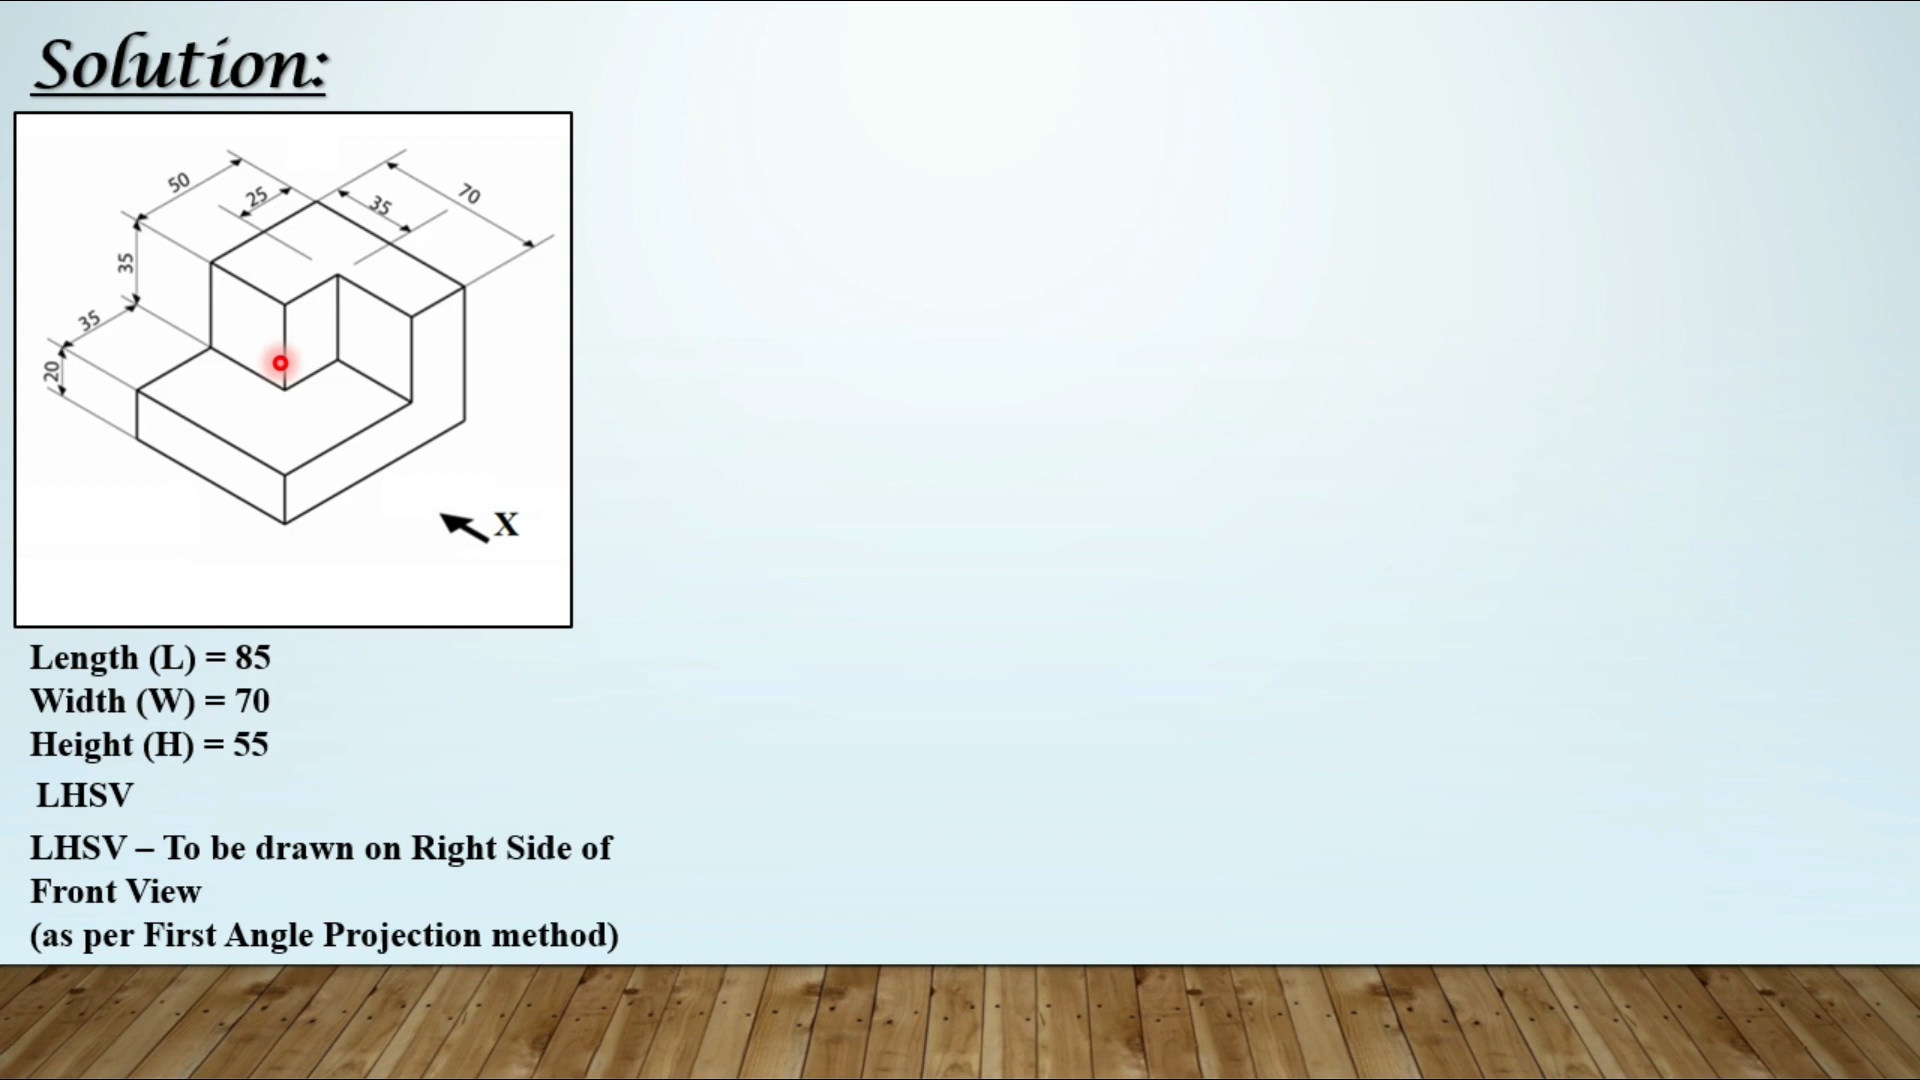 Solution:
50
25
35
70
35
35
20
X
Length (L) = 85
Width (W) = 70
Height (H) = 55
LHSV
LHSV – To be drawn on Right Side of
Front View
(as per First Angle Projection method)